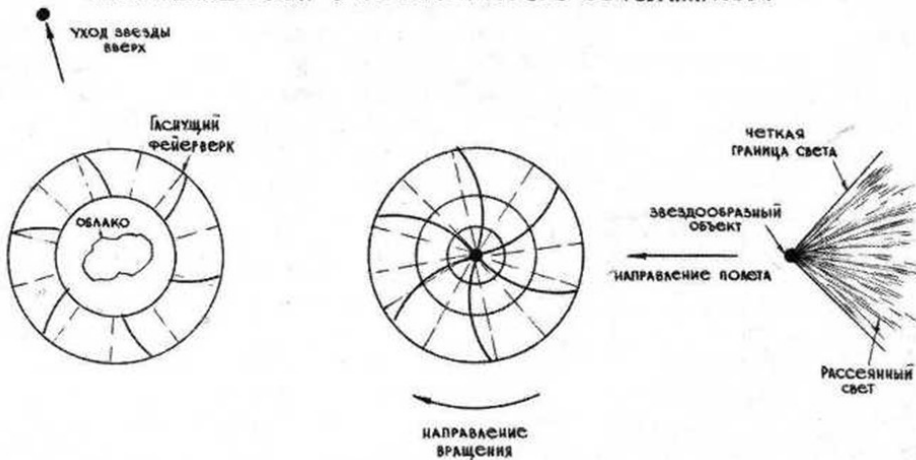 УХОД ЗВЕЗДЫ
ВВЕРХ
ГАСНУЩИЙ
ФЕЙЕРВЕРК
ОБЛАКО
НАПРАВЛЕНИЕ
ВРАЩЕНИЯ
ЧЕТКАЯ
ГРАНИЦА СВЕТА
ЗВЕЗДООБРАЗНЫЙ
ОБЪЕКТ
НАПРАВЛЕНИЕ ПОЛЕТА
РАССЕЯННЫЙ
СВЕТ